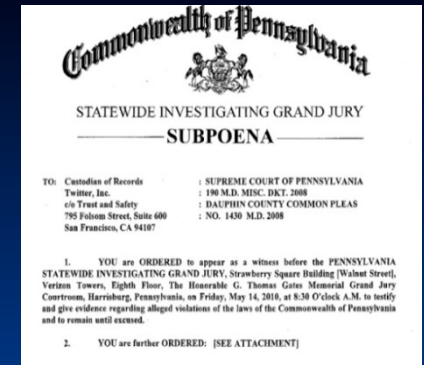 Commonwealth of Pennsylvania
STATEWIDE INVESTIGATING GRAND JURY
SUBPOENA
TO: Custodian of Records : SUPREME COURT OF PENNSYLVANIA
Twitter, Inc. : 190 M.D. MISC. DKT. 2008
c/o Trust and Safety : DAUPHIN COUNTY COMMON PLEAS
795 Folsom Street, Suite 600 : NO. 1430 M.D. 2008
San Francisco, CA 94107
1. YOU are ORDERED to appear as a witness before the PENNSYLVANIA
STATEWIDE INVESTIGATING GRAND JURY, Strawberry Square Building [Walnut Street],
Verizon Towers, Eighth Floor, The Honorable G. Thomas Gates Memorial Grand Jury
Courtroom, Harrisburg, Pennsylvania, on Friday, May 14, 2010, at 8:30 O'clock A.M. to testify
and give evidence regarding alleged violations of the laws of the Commonwealth of Pennsylvania
and to remain until excused.
2. YOU are further ORDERED: [SEE ATTACHMENT]